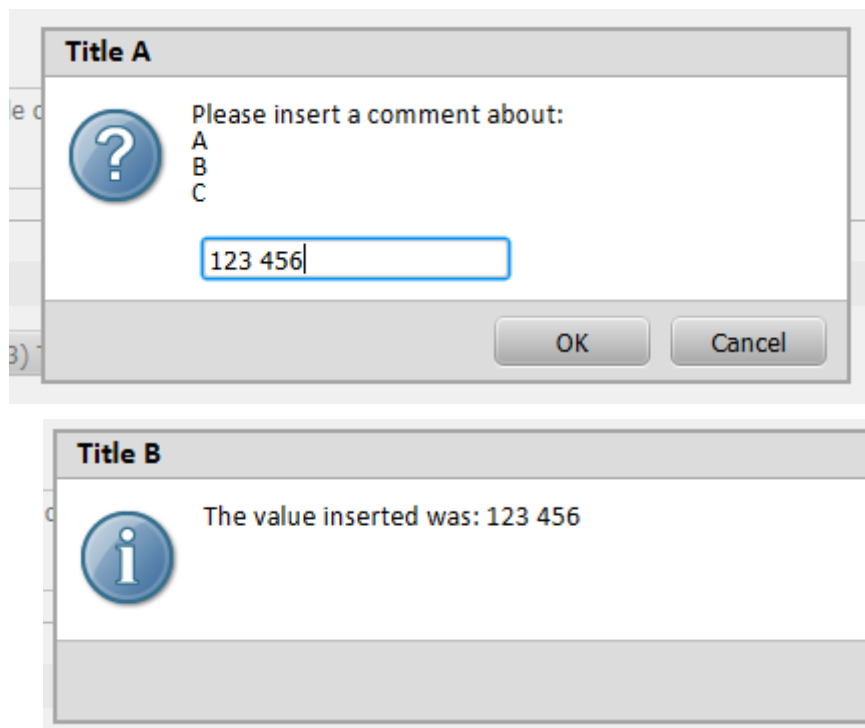 Title A
Please insert a comment about:
A
B
C
123 456
OK
Cancel
Title B
The value inserted was: 123 456